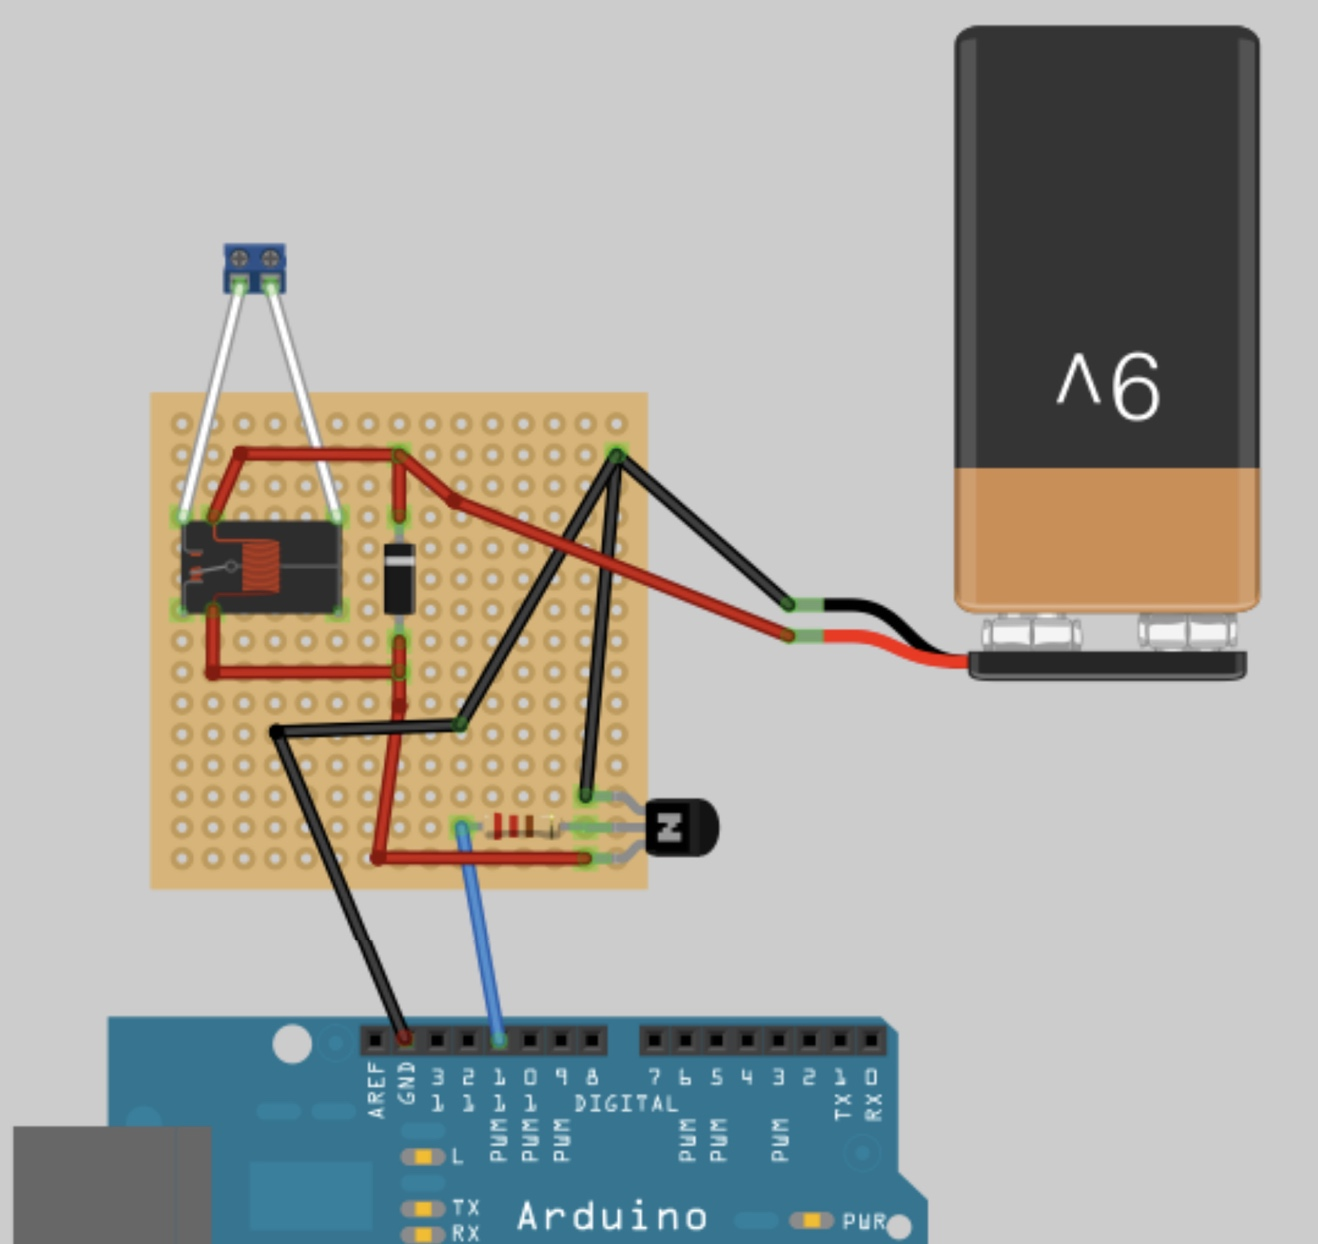 9V
N
AREF
GND
13
12
11
10
9
8
7
6
5
4
3
2
1
0
TX
RX
DIGITAL
PWM
PWM
PWM
PWM
PWM
PWM
L
TX
RX
Arduino
PWR